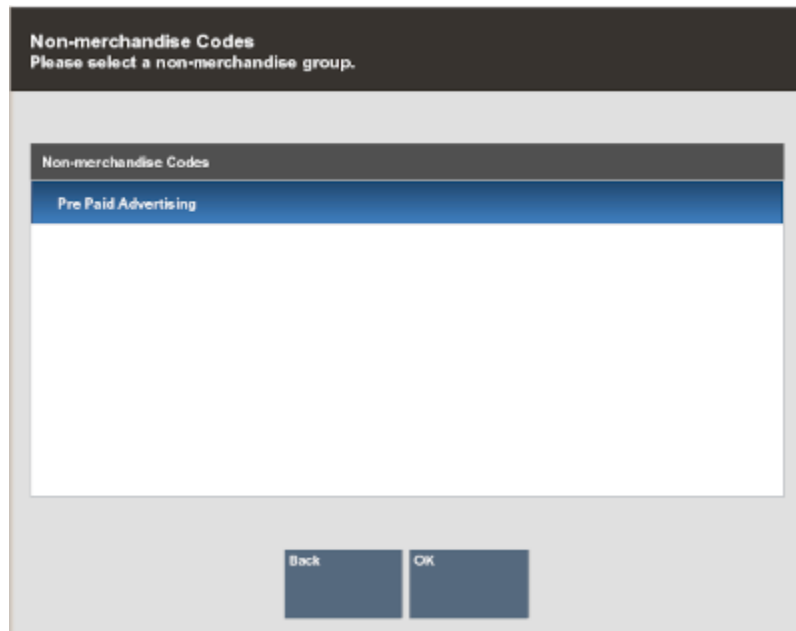 Non-merchandise Codes
Please select a non-merchandise group.
Non-merchandise Codes
Pre Paid Advertising
Back
OK